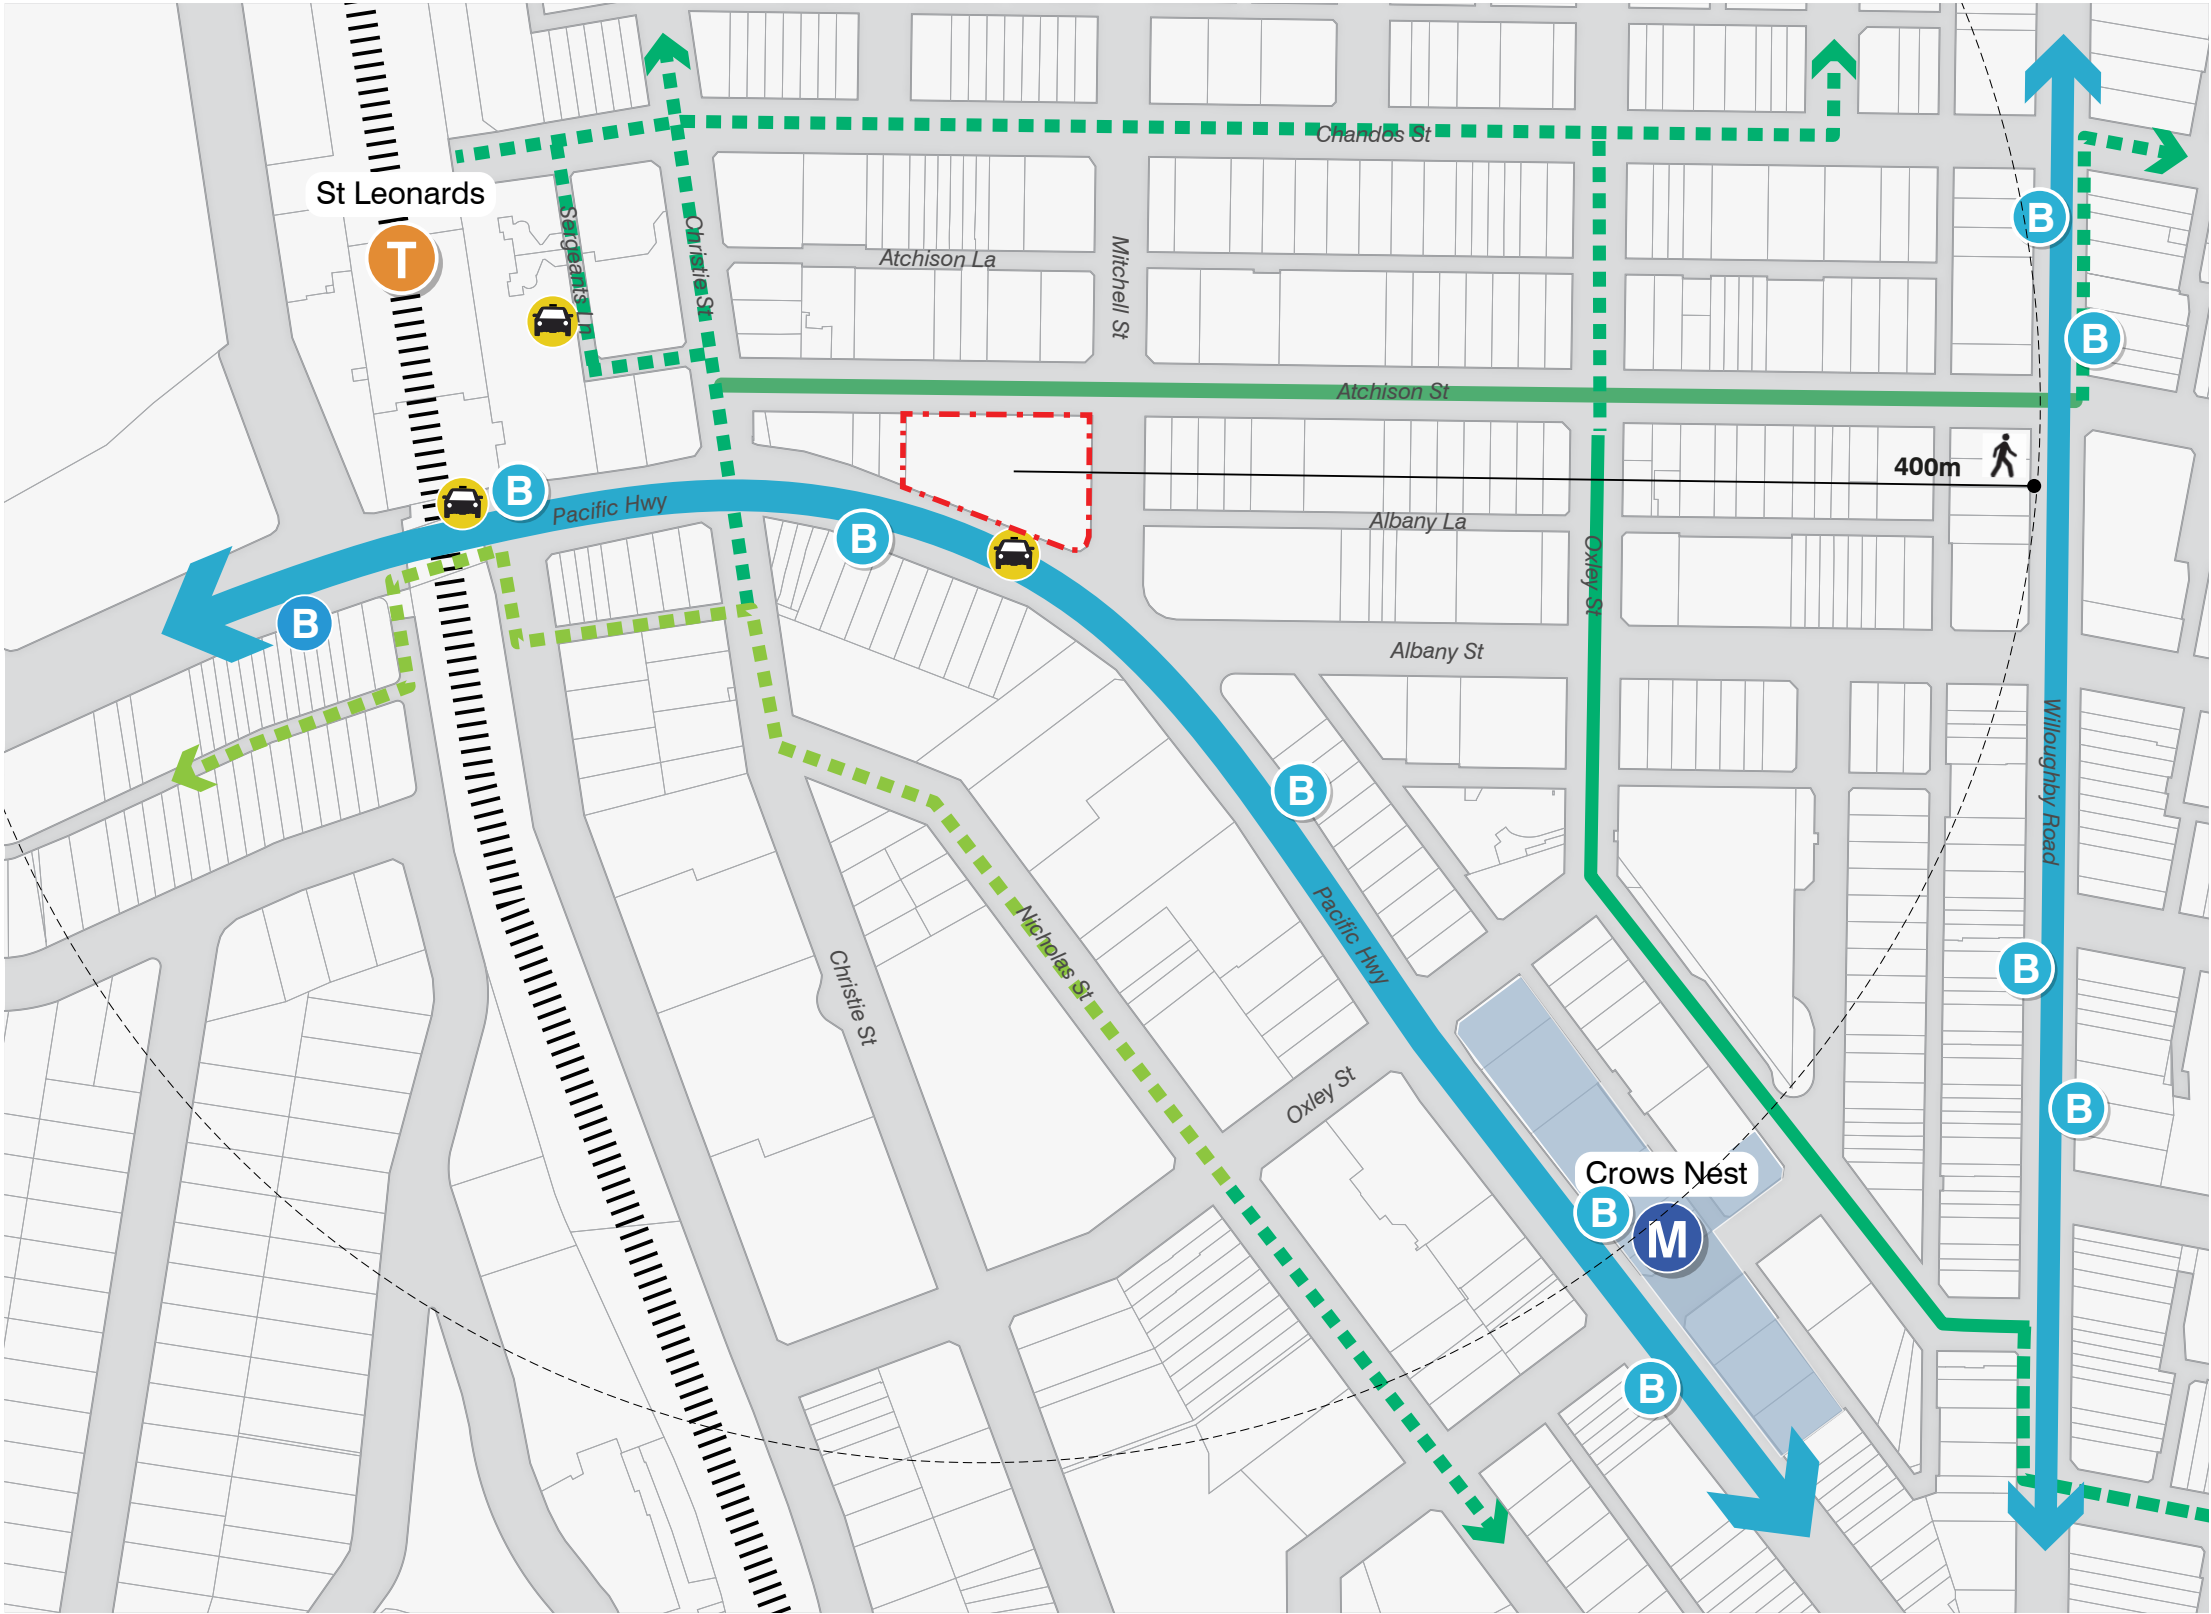 Chandos St
St Leonards
T
B
Sergeants Ln
Christie St
Atchison La
Mitchell St
B
Atchison St
400m
B
Pacific Hwy
B
Albany La
Oxley St
B
Albany St
Willoughby Road
B
Pacific Hwy
Nicholas St
Christie St
B
Oxley St
B
Crows Nest
B
M
B